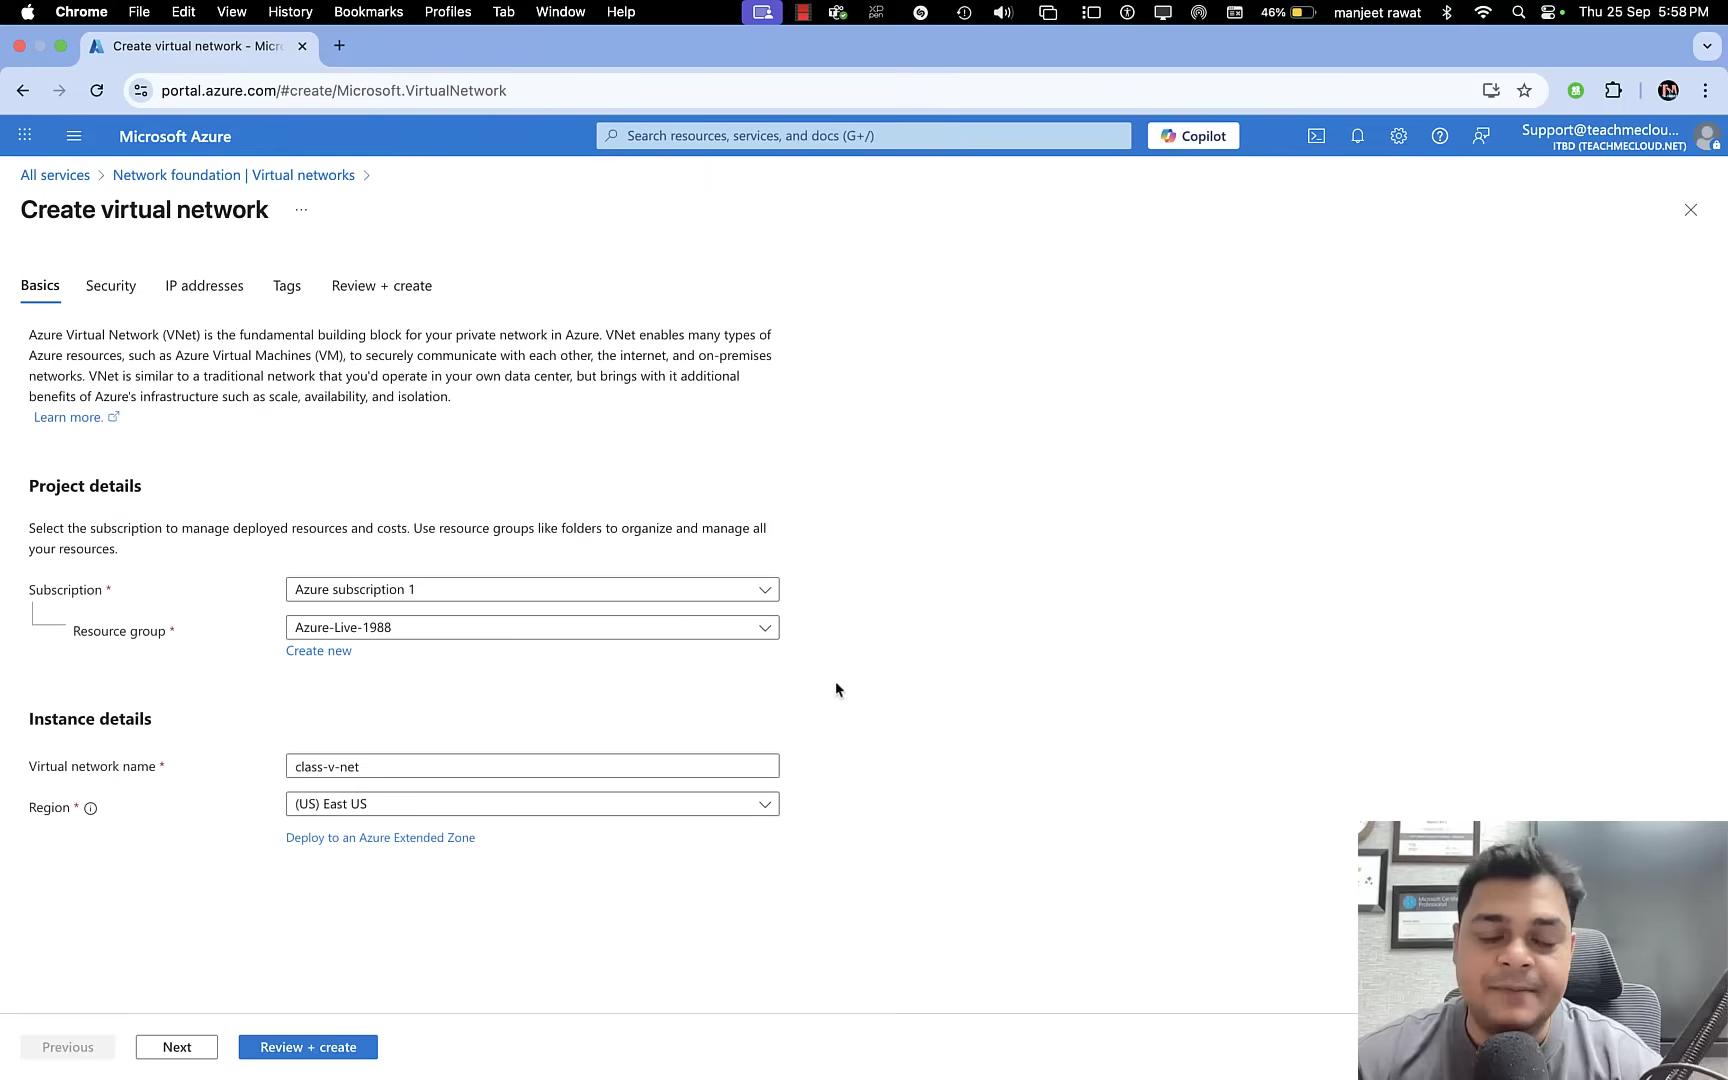 Chrome File Edit View History Bookmarks Profiles Tab Window Help
XP PEN
46% manjeet rawat Thu 25 Sep 5:58 PM
Create virtual network - Micr
portal.azure.com/#create/Microsoft.VirtualNetwork
Microsoft Azure
Search resources, services, and docs (G+/)
Copilot
Support@teachmeclou...
ITBD (TEACHMECLOUD.NET)
All services > Network foundation | Virtual networks >
Create virtual network ...
Basics Security IP addresses Tags Review + create
Azure Virtual Network (VNet) is the fundamental building block for your private network in Azure. VNet enables many types of
Azure resources, such as Azure Virtual Machines (VM), to securely communicate with each other, the internet, and on-premises
networks. VNet is similar to a traditional network that you'd operate in your own data center, but brings with it additional
benefits of Azure's infrastructure such as scale, availability, and isolation.
Learn more.
Project details
Select the subscription to manage deployed resources and costs. Use resource groups like folders to organize and manage all
your resources.
Subscription * Azure subscription 1
Resource group * Azure-Live-1988
Create new
Instance details
Virtual network name * class-v-net
Region * (US) East US
Deploy to an Azure Extended Zone
Previous Next Review + create